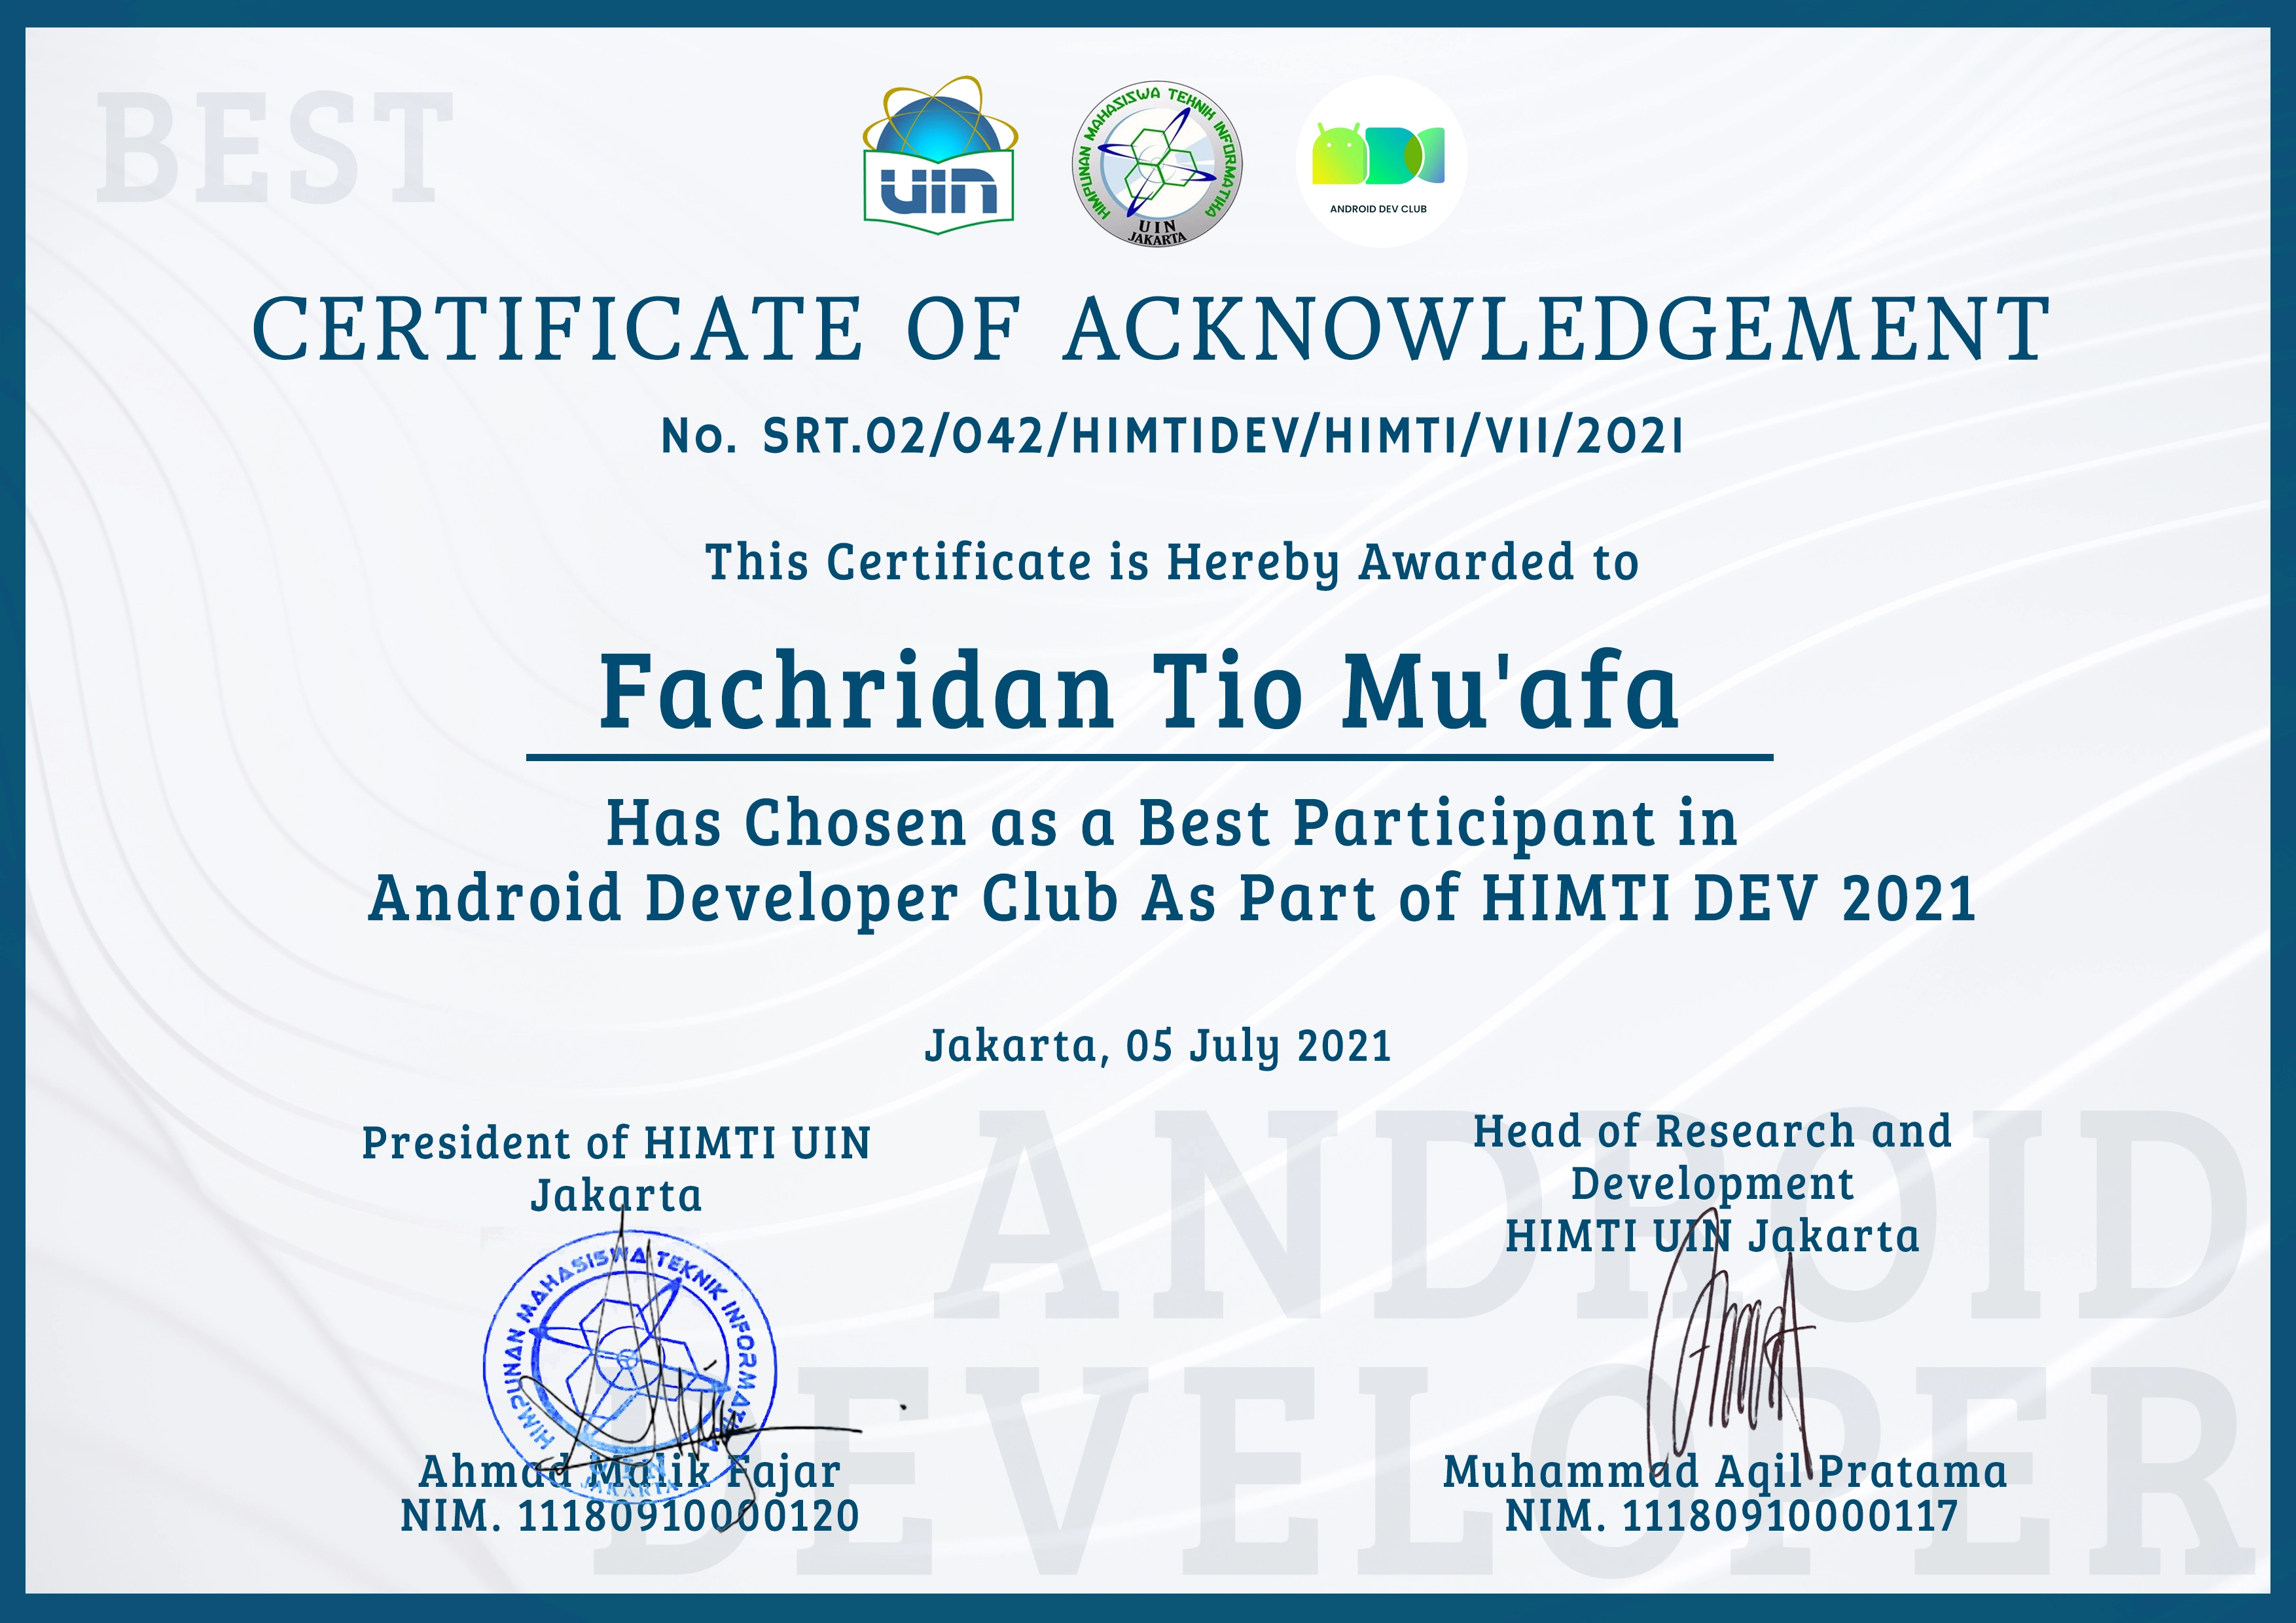 BEST
uin
HIMPUNAN MAHASISWA TEKNIK INFORMATIKA
UIN
JAKARTA
ANDROID DEV CLUB
CERTIFICATE OF ACKNOWLEDGEMENT
No. SRT.02/042/HIMTIDEV/HIMTI/VII/2021
This Certificate is Hereby Awarded to
Fachridan Tio Mu'afa
Has Chosen as a Best Participant in
Android Developer Club As Part of HIMTI DEV 2021
Jakarta, 05 July 2021
President of HIMTI UIN
Jakarta
HIMPUNAN MAHASISWA TEKNIK INFORMATIKA
UIN
JAKARTA
Ahmad Malik Fajar
NIM. 11180910000120
Head of Research and
Development
HIMTI UIN Jakarta
Muhammad Aqil Pratama
NIM. 11180910000117
ANDROID
DEVELOPER